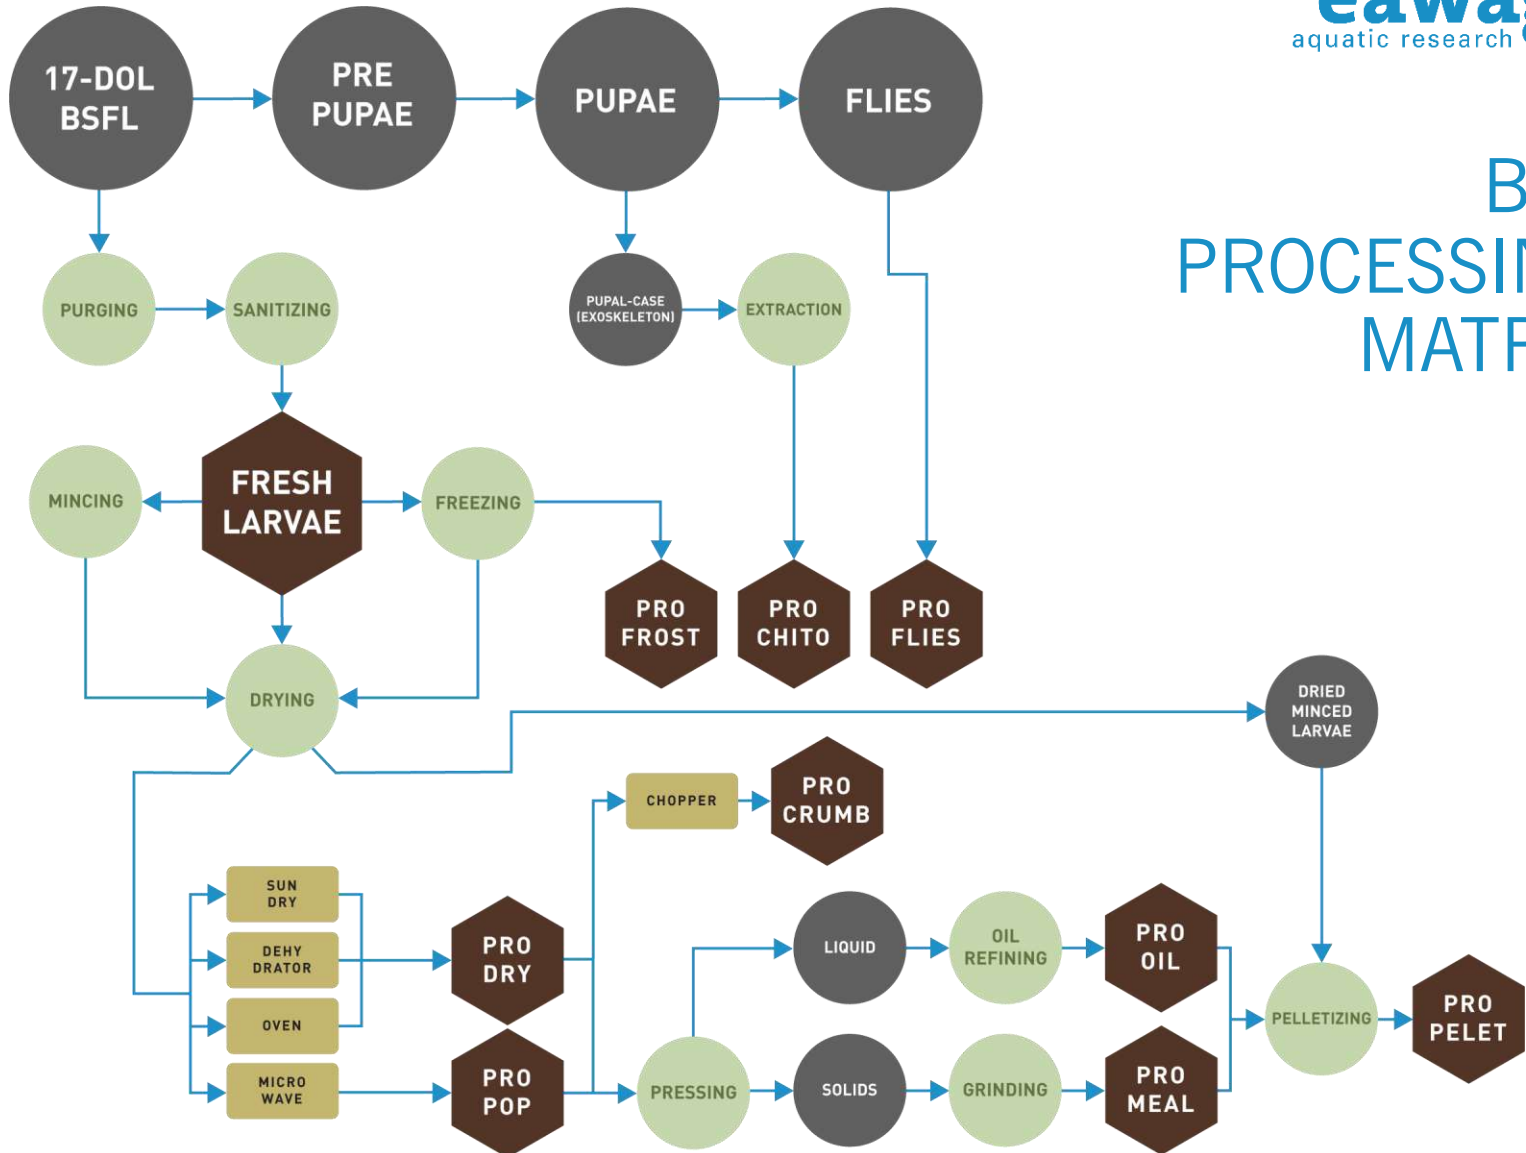 aquatic research
17-DOL
BSFL
PRE
PUPAE
PUPAE
FLIES
PROCESSIN
MATR
PURGING
SANITIZING
PUPAL-CASE
(EXOSKELETON)
EXTRACTION
MINCING
FRESH
LARVAE
FREEZING
PRO
FROST
PRO
CHITO
PRO
FLIES
DRYING
DRIED
MINCED
LARVAE
CHOPPER
PRO
CRUMB
SUN
DRY
DEHY
DRATOR
OVEN
MICRO
WAVE
PRO
DRY
PRO
POP
LIQUID
OIL
REFINING
PRO
OIL
PRESSING
SOLIDS
GRINDING
PRO
MEAL
PELLETIZING
PRO
PELET